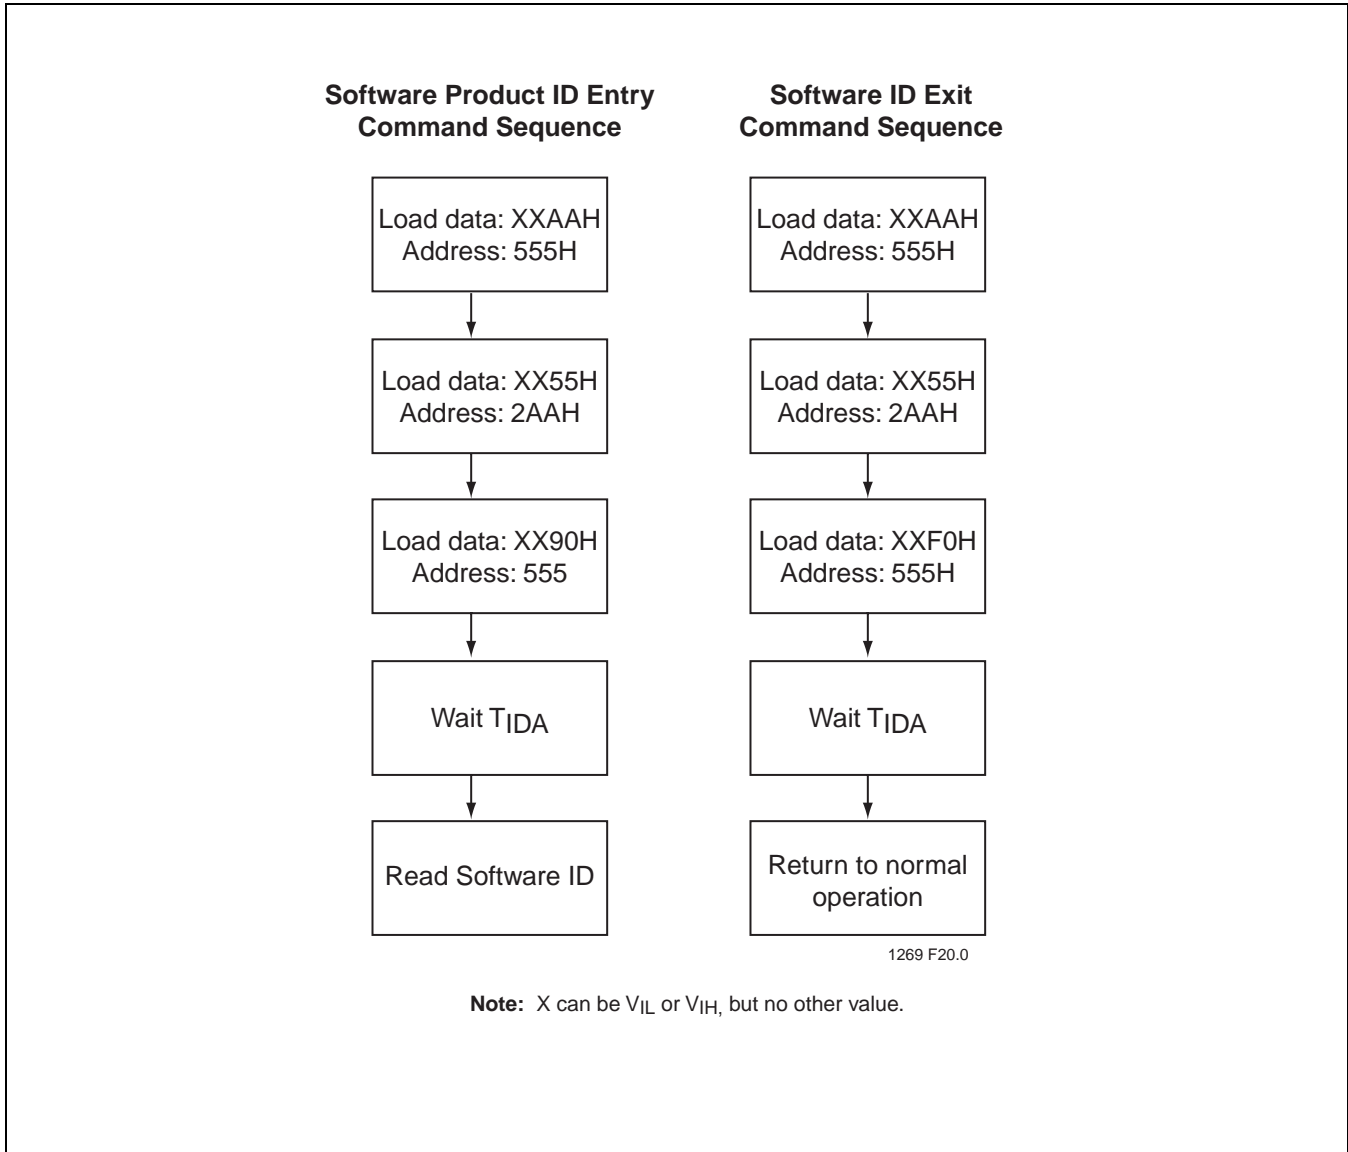 Software Product ID Entry
Command Sequence
Load data: XXAAH
Address: 555H
Load data: XX55H
Address: 2AAH
Load data: XX90H
Address: 555
Wait TIDA
Read Software ID
Software ID Exit
Command Sequence
Load data: XXAAH
Address: 555H
Load data: XX55H
Address: 2AAH
Load data: XXF0H
Address: 555H
Wait TIDA
Return to normal
operation
1269 F20.0
Note: X can be VIL or VIH, but no other value.